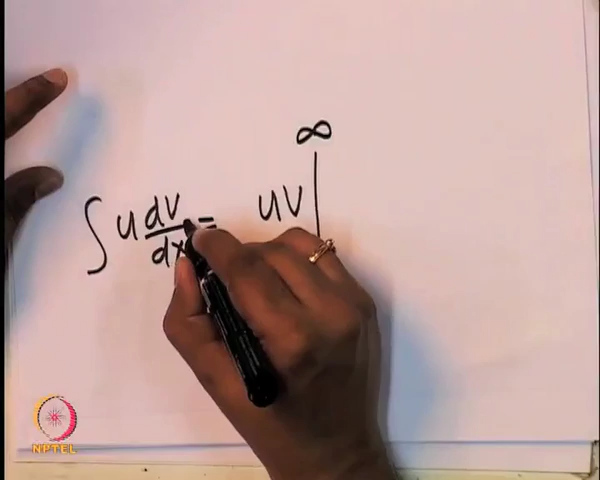 ∞
∫ u dv/dx = uv |
NPTEL